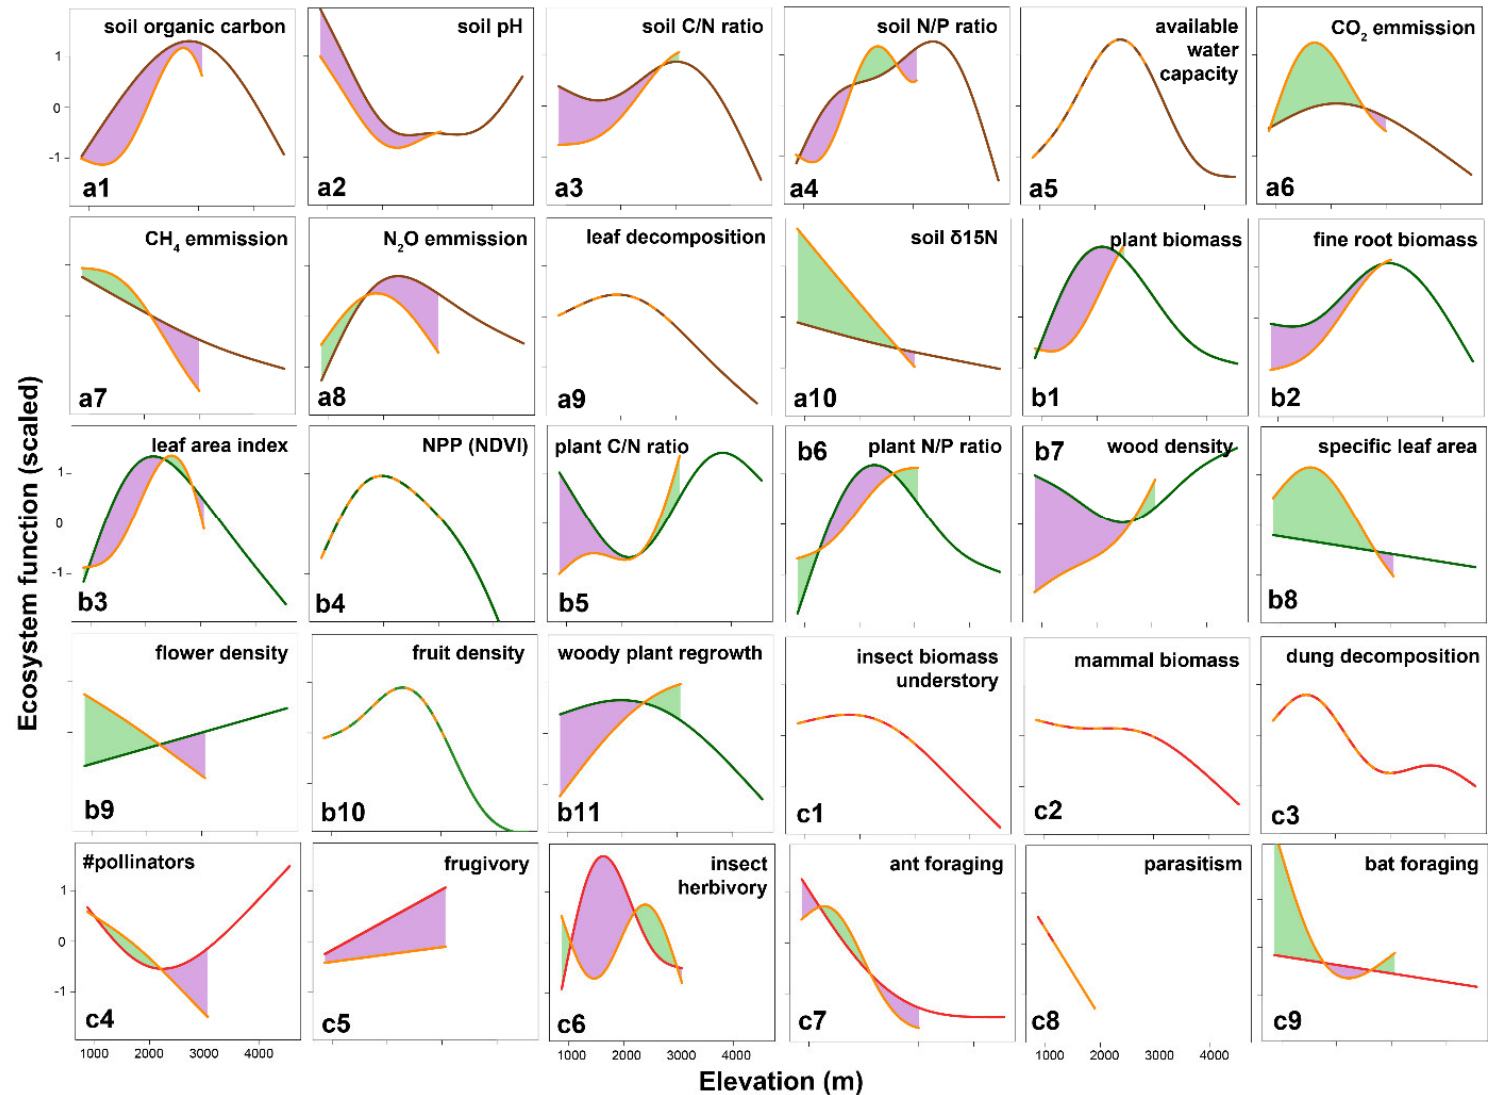 soil organic carbon
1
0
-1
a1
soil pH
a2
soil C/N ratio
a3
soil N/P ratio
a4
available
water
capacity
a5
CO2 emmission
a6
CH4 emmission
a7
N2O emmission
a8
leaf decomposition
a9
soil δ15N
a10
plant biomass
b1
fine root biomass
b2
leaf area index
1
0
-1
b3
NPP (NDVI)
b4
plant C/N ratio
b5
b6
plant N/P ratio
b7
wood density
specific leaf area
b8
flower density
b9
fruit density
b10
woody plant regrowth
b11
insect biomass
understory
c1
mammal biomass
c2
dung decomposition
c3
#pollinators
1
0
-1
c4
frugivory
c5
insect
herbivory
c6
ant foraging
c7
parasitism
c8
bat foraging
c9
1000 2000 3000 4000
1000 2000 3000 4000
1000 2000 3000 4000
Elevation (m)
Ecosystem function (scaled)